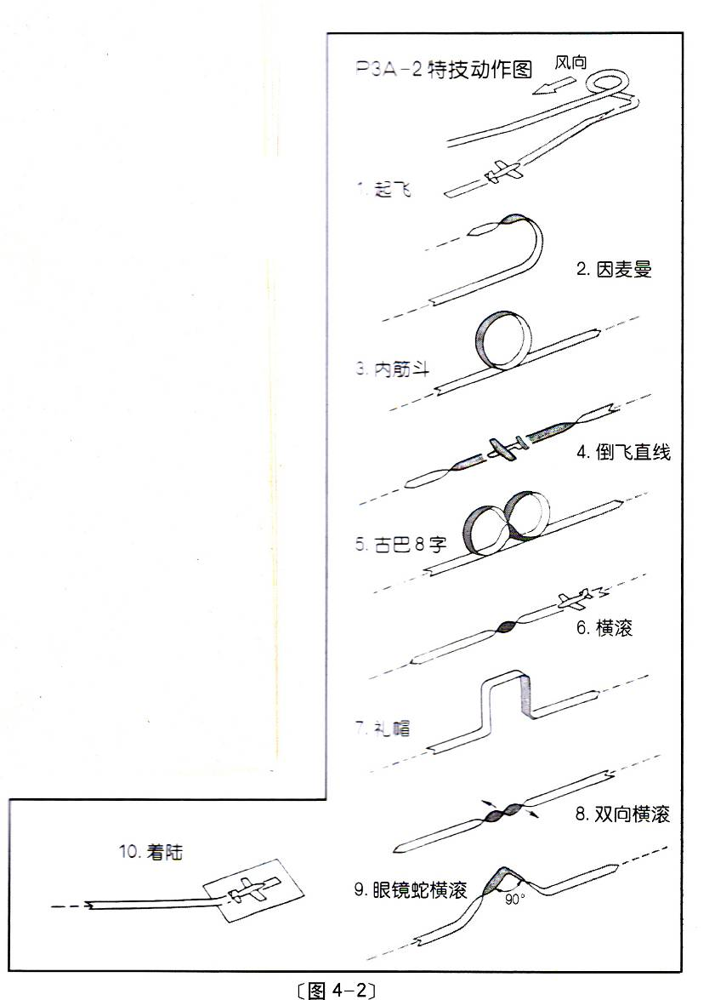 P3A-2特技动作图
风向
1. 起飞
2. 因麦曼
3. 内筋斗
4. 倒飞直线
5. 古巴8字
6. 横滚
7. 礼帽
8. 双向横滚
9. 眼镜蛇横滚
90°
10. 着陆
〔图 4-2〕